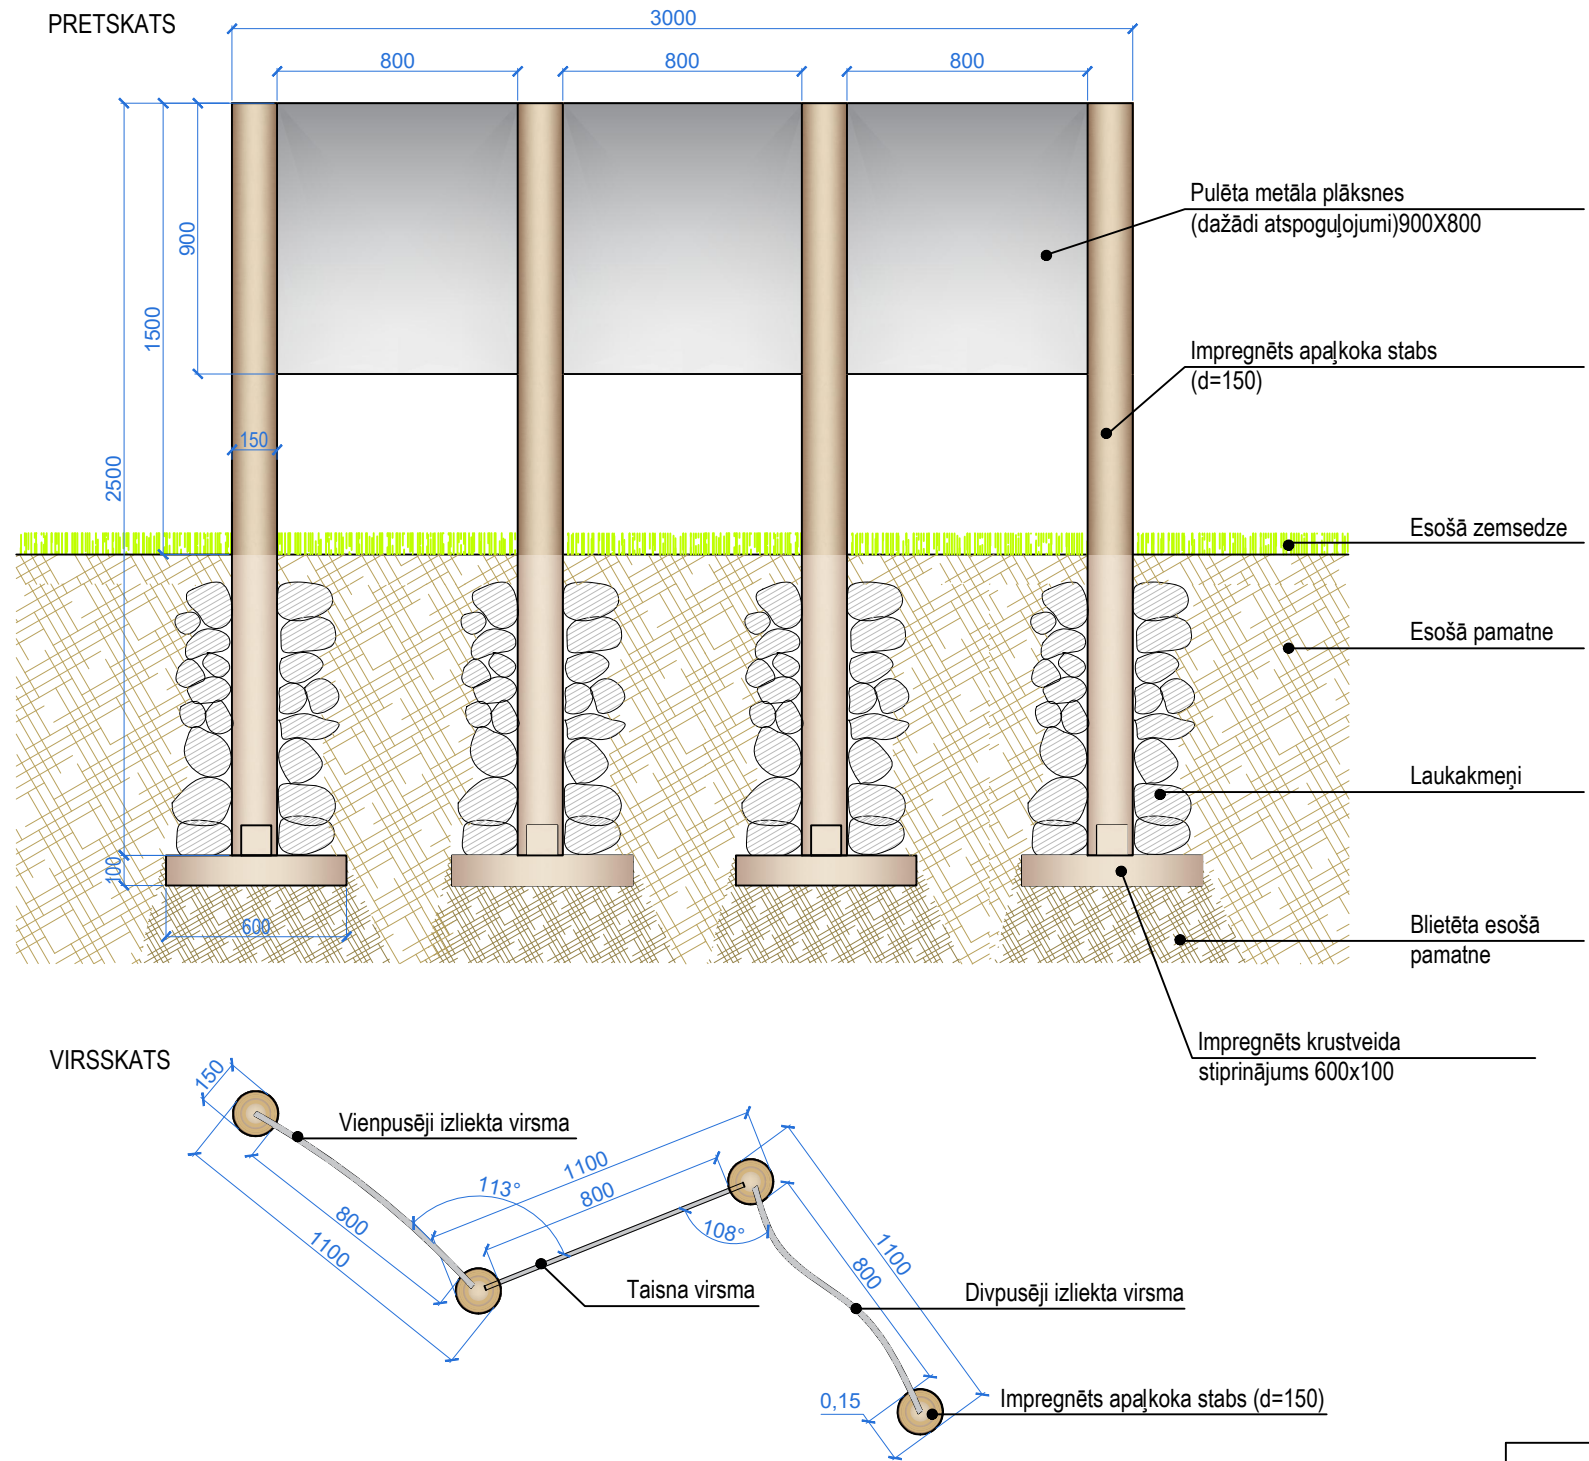 PRETSKATS
3000
800
800
800
900
1500
2500
150
100
600
Pulēta metāla plāksnes
(dažādi atspoguļojumi)900X800
Impregnēts apaļkoka stabs
(d=150)
Esošā zemsedze
Esošā pamatne
Laukakmeņi
Blietēta esošā
pamatne
Impregnēts krustveida
stiprinājums 600x100
VIRSSKATS
150
Vienpusēji izliekta virsma
1100
800
113°
800
1100
108°
1100
800
Taisna virsma
Divpusēji izliekta virsma
0,15
Impregnēts apaļkoka stabs (d=150)